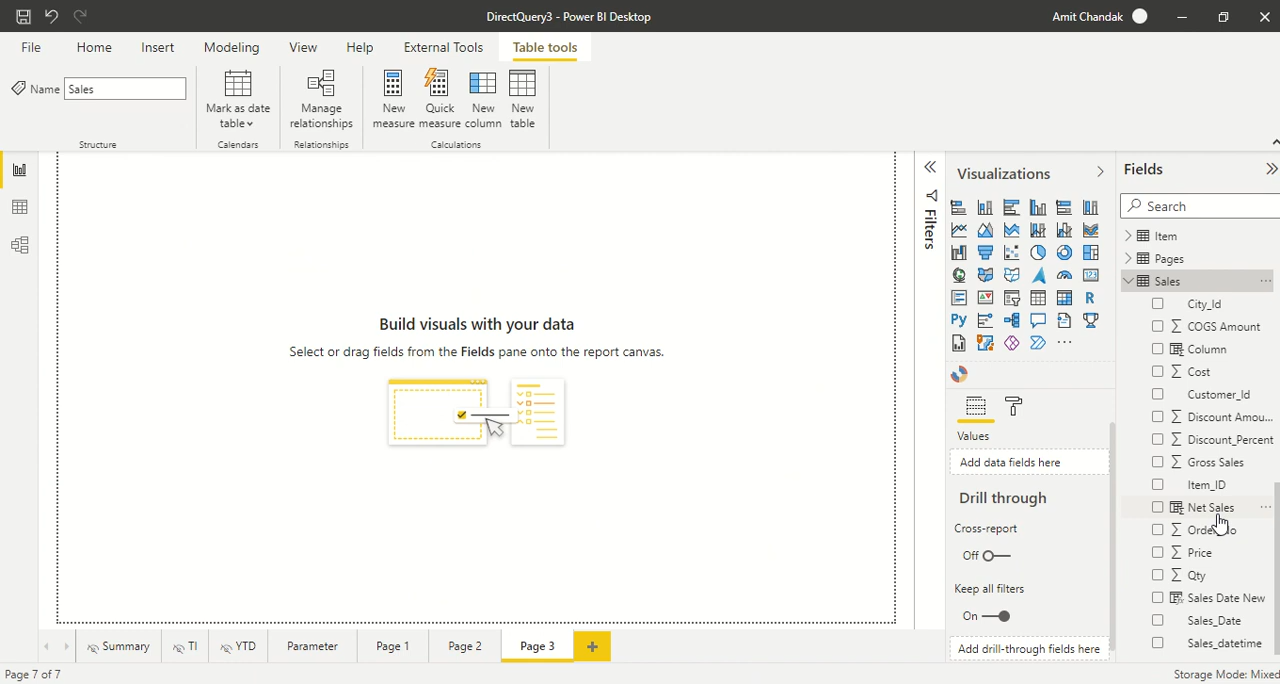 DirectQuery3 - Power BI Desktop
Amit Chandak
File
Home
Insert
Modeling
View
Help
External Tools
Table tools
Name
Sales
Mark as date
table
Manage
relationships
New
measure
Quick
measure
New
column
New
table
Structure
Calendars
Relationships
Calculations
Build visuals with your data
Select or drag fields from the Fields pane onto the report canvas.
Filters
Visualizations
123
R
Py
Values
Add data fields here
Drill through
Cross-report
Off
Keep all filters
On
Add drill-through fields here
Fields
Search
Item
Pages
Sales
City_Id
COGS Amount
Column
Cost
Customer_Id
Discount Amou...
Discount_Percent
Gross Sales
Item_ID
Net Sales
Price
Qty
Sales Date New
Sales_Date
Sales_datetime
Summary
TI
YTD
Parameter
Page 1
Page 2
Page 3
Page 7 of 7
Storage Mode: Mixed